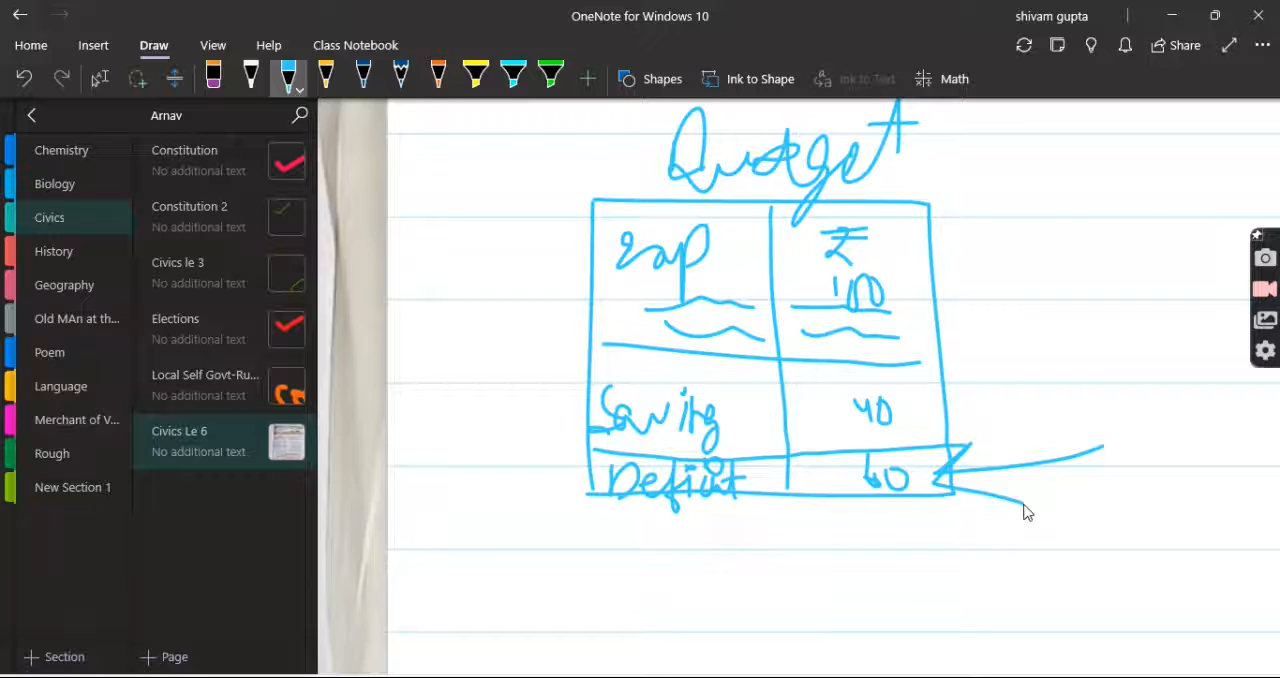 OneNote for Windows 10
shivam gupta
Home Insert Draw View Help Class Notebook
Share
Shapes Ink to Shape Ink to Text Math
Arnav
Chemistry
Biology
Civics
History
Geography
Old MAn at th...
Poem
Language
Merchant of V...
Rough
New Section 1
Constitution
No additional text
Constitution 2
No additional text
Civics le 3
No additional text
Elections
No additional text
Local Self Govt-Ru...
No additional text
Civics Le 6
No additional text
Section
Page
Budget
Exp ₹
100
Saving 40
Deficit 60